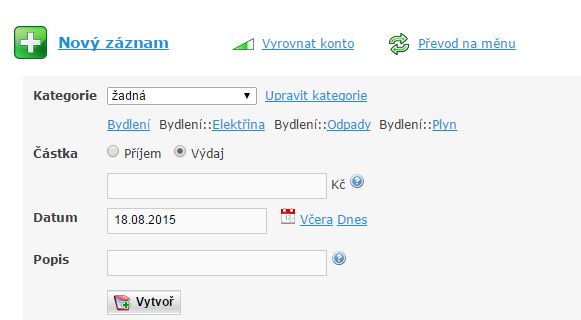 Nový záznam Vyrovnat konto Převod na měnu
Kategorie žadná Upravit kategorie
Bydlení Bydlení::Elektřina Bydlení::Odpady Bydlení::Plyn
Částka Příjem Výdaj
Kč ?
Datum 18.08.2015 12 Včera Dnes
Popis ?
Vytvoř